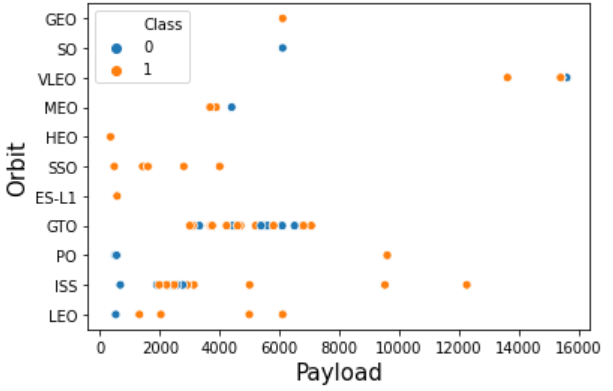 Class
0
1
GEO
SO
VLEO
MEO
HEO
SSO
ES-L1
GTO
PO
ISS
LEO
Orbit
0
2000
4000
6000
8000
10000
12000
14000
16000
Payload